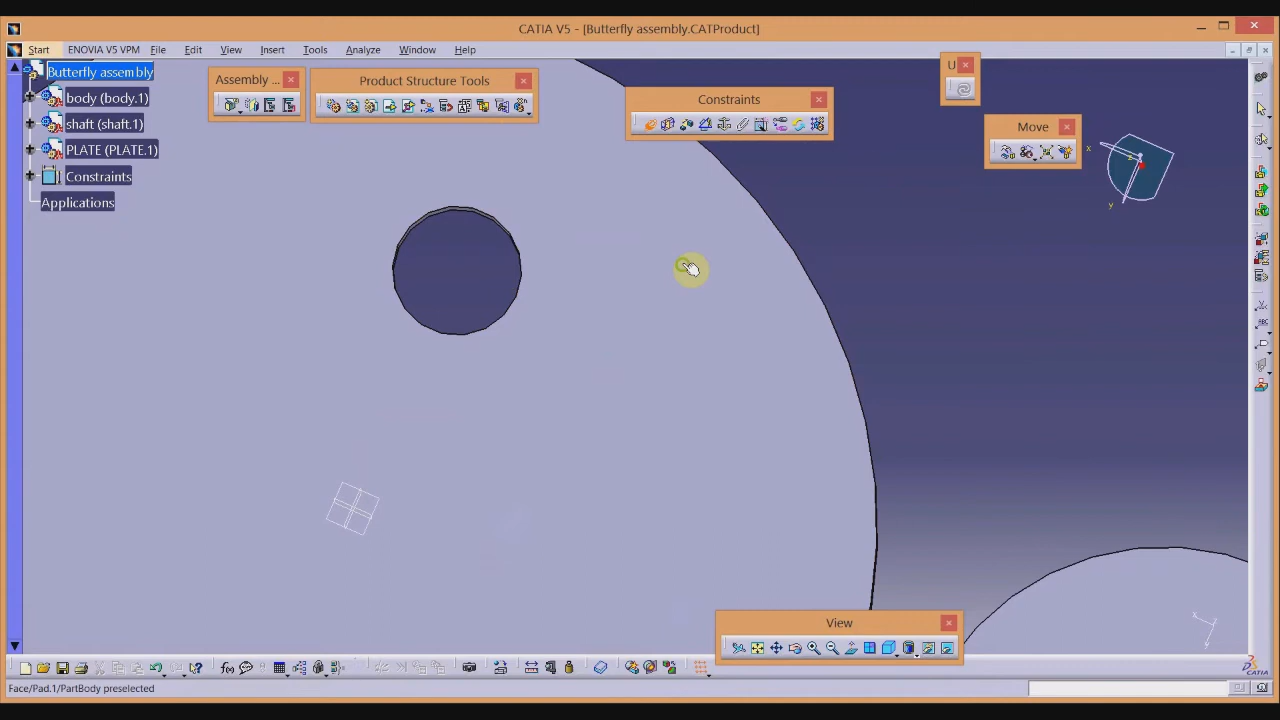 CATIA V5 - [Butterfly assembly.CATProduct]
Start ENOVIA V5 VPM File Edit View Insert Tools Analyze Window Help
Butterfly assembly
body (body.1)
shaft (shaft.1)
PLATE (PLATE.1)
Constraints
Applications
Assembly ...
Product Structure Tools
Constraints
U
Move
x
z
y
View
f(x)
ABC
x
y
CATIA
Face/Pad.1/PartBody preselected